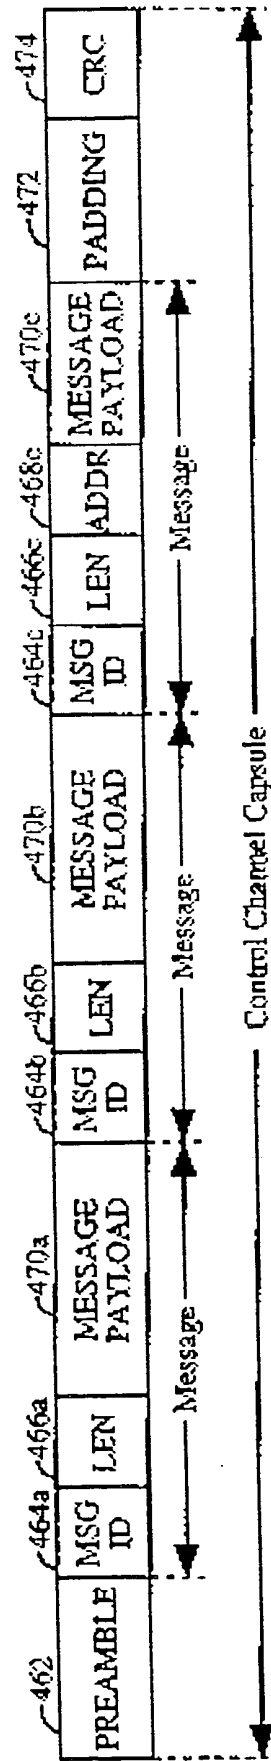 462
464a
466a
470a
464b
466b
470b
464c
466c
468c
470c
472
474
PREAMBLE
MSG
ID
LEN
MESSAGE
PAYLOAD
MSG
ID
LEN
MESSAGE
PAYLOAD
MSG
ID
LEN
ADDR
MESSAGE
PAYLOAD
PADDING
CRC
Message
Message
Message
Control Channel Capsule